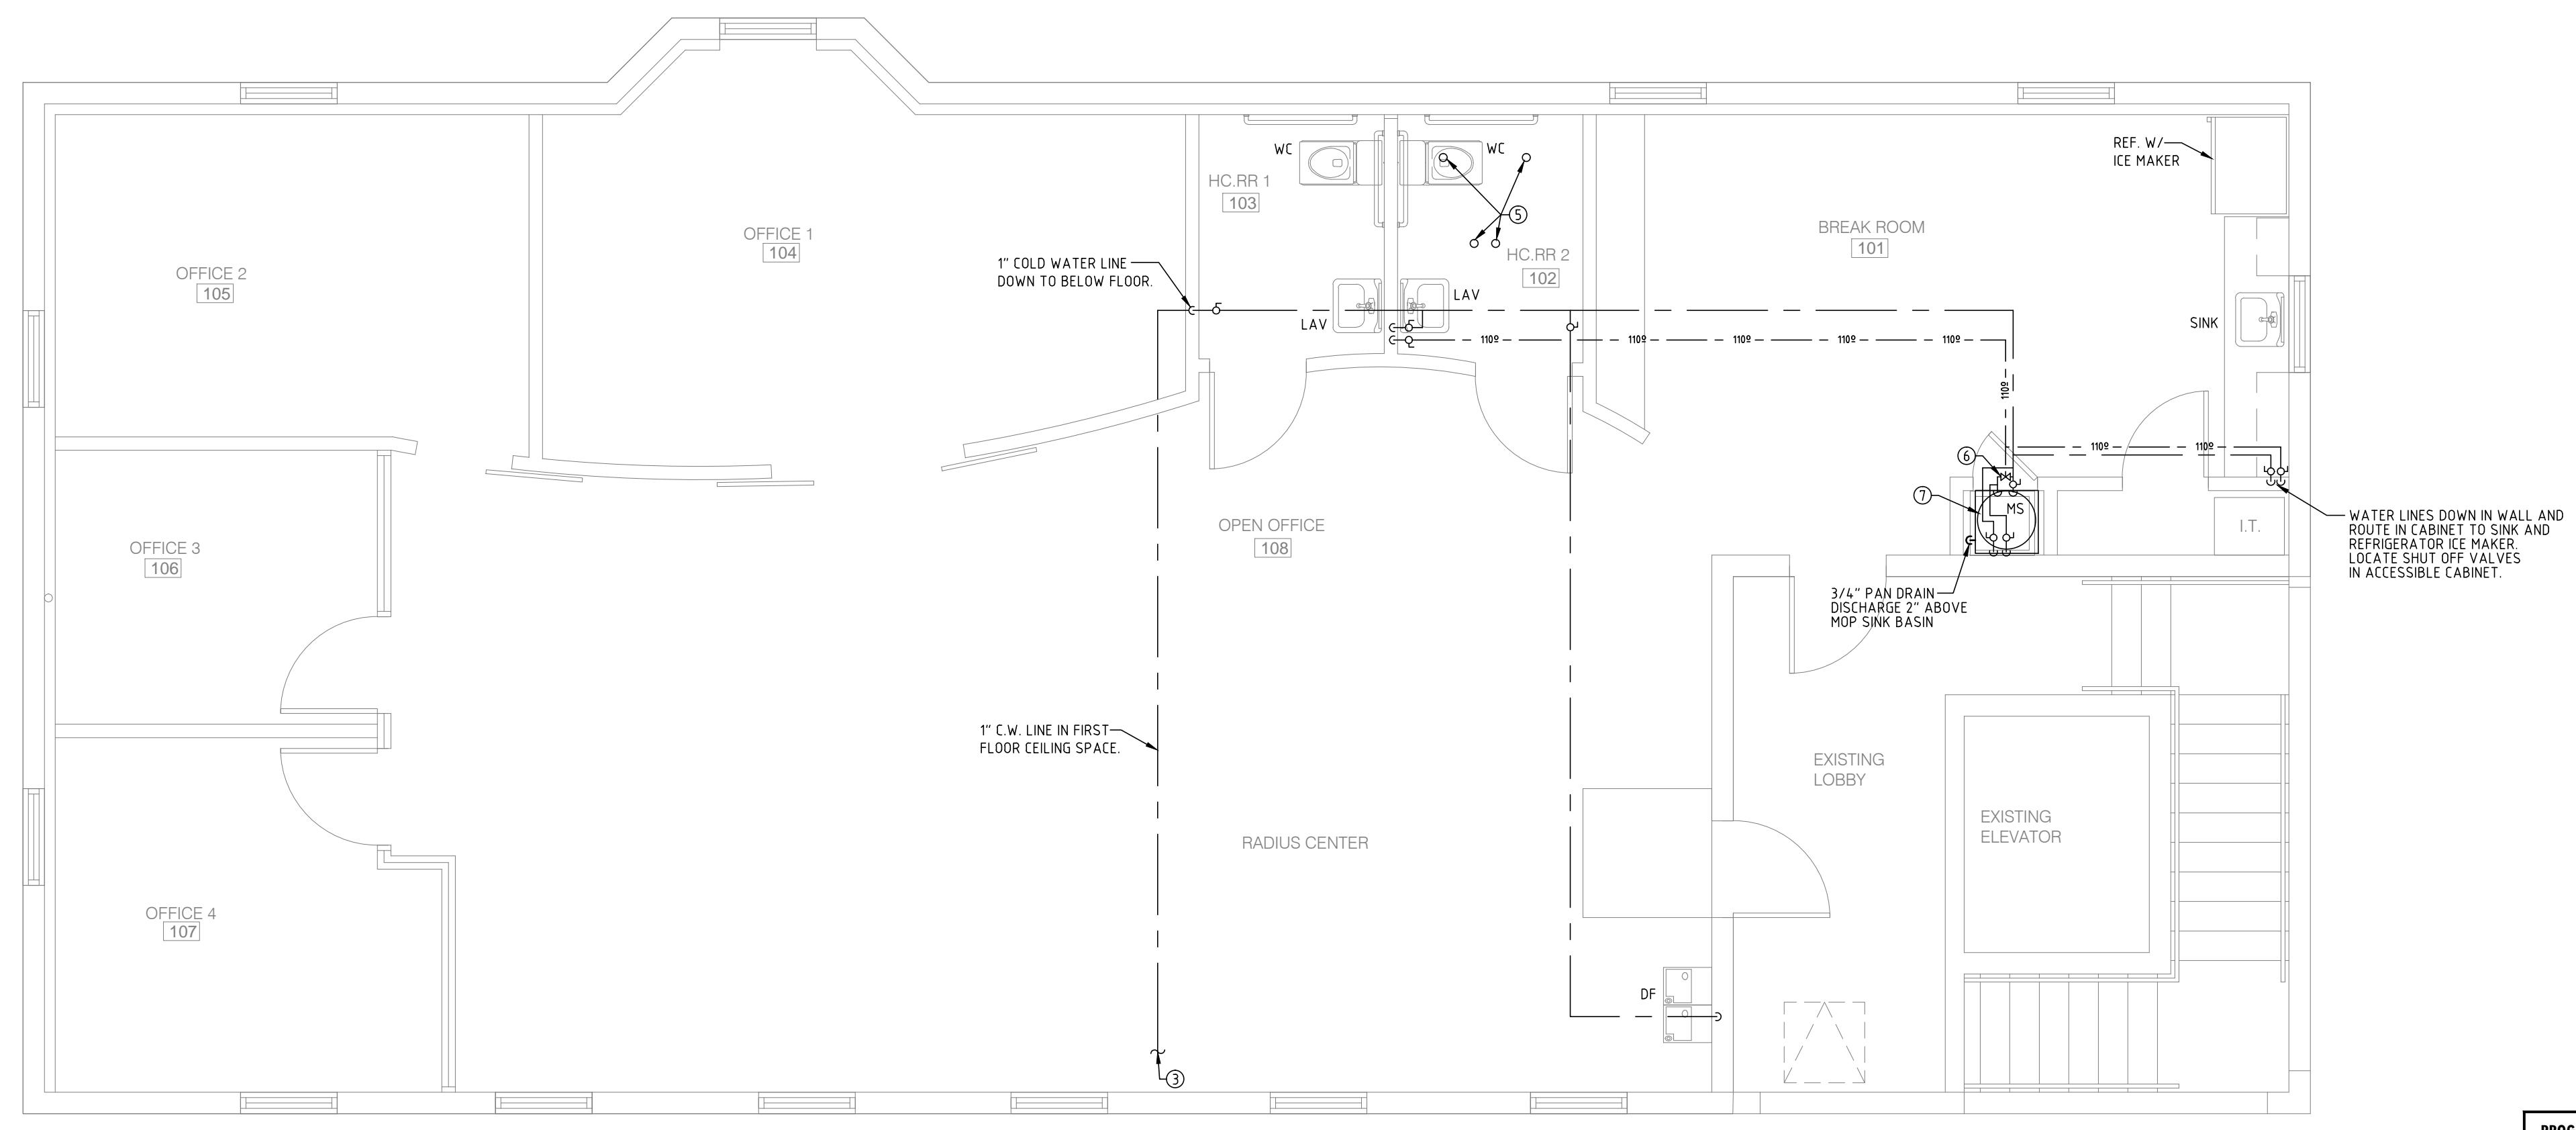 WC
WC
REF. W/
ICE MAKER
HC.RR 1
103
5
BREAK ROOM
101
OFFICE 1
104
HC.RR 2
102
OFFICE 2
105
1" COLD WATER LINE
DOWN TO BELOW FLOOR.
LAV
LAV
SINK
110º
110º
110º
110º
110º
110º
110º
110º
6
7
MS
I.T.
WATER LINES DOWN IN WALL AND
ROUTE IN CABINET TO SINK AND
REFRIGERATOR ICE MAKER.
LOCATE SHUT OFF VALVES
IN ACCESSIBLE CABINET.
OPEN OFFICE
108
OFFICE 3
106
3/4" PAN DRAIN
DISCHARGE 2" ABOVE
MOP SINK BASIN
1" C.W. LINE IN FIRST
FLOOR CEILING SPACE.
EXISTING
LOBBY
EXISTING
ELEVATOR
RADIUS CENTER
OFFICE 4
107
DF
3